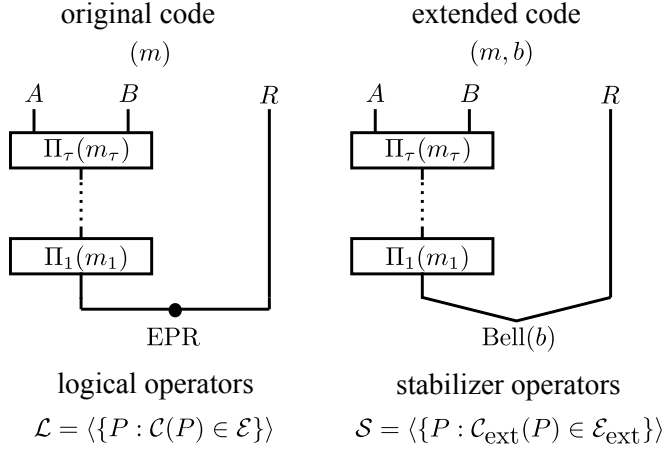 original code extended code
(m) (m, b)
A B R A B R
Π_τ(m_τ) Π_τ(m_τ)
Π_1(m_1) Π_1(m_1)
EPR Bell(b)
logical operators stabilizer operators
ℒ = ⟨{P : 𝒞(P) ∈ ℰ}⟩ 𝒮 = ⟨{P : 𝒞_ext(P) ∈ ℰ_ext}⟩